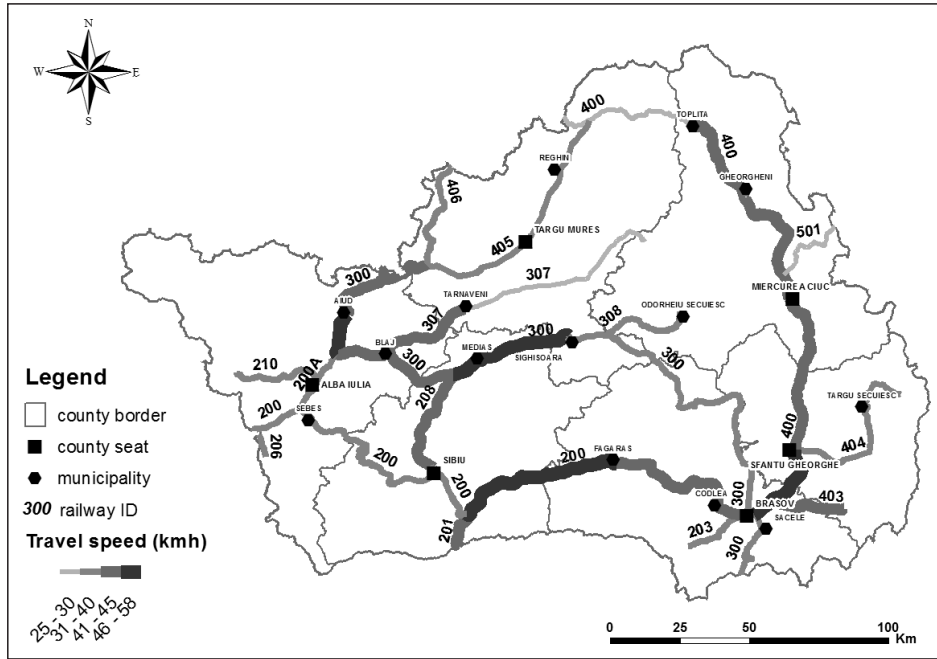 N
W
E
S
400
TOPLITA
400
REGHIN
GHEORGHENI
406
TARGU MURES
405
501
300
307
MIERCUREA CIUC
AIUD
TARNAVENI
307
ODORHEIU SECUIESC
308
300
BLAJ
300
MEDIAS
SIGHISOARA
300
210
200A
ALBA IULIA
208
TARGU SECUIESC
SEBES
200
206
400
404
FAGARAS
200
SIBIU
200
200
SFANTU GHEORGHE
CODLEA
300
BRASOV
403
SACELE
201
203
300
Legend
county border
county seat
municipality
300 railway ID
Travel speed (kmh)
25 - 30
31 - 40
41 - 45
46 - 58
0 25 50 100
Km